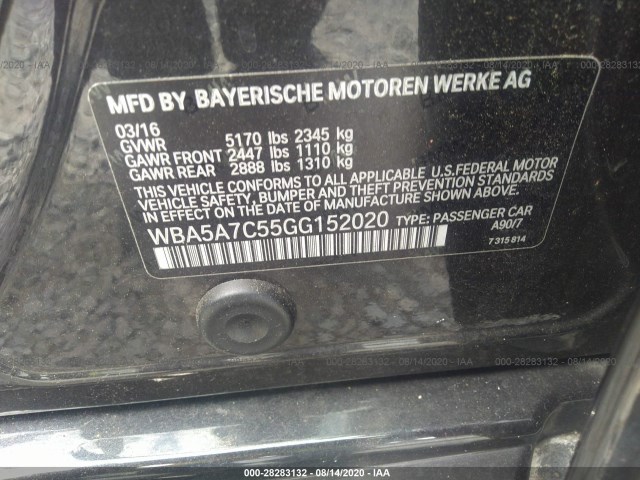 MFD BY BAYERISCHE MOTOREN WERKE AG
03/16
GVWR 5170 lbs 2345 kg
GAWR FRONT 2447 lbs 1110 kg
GAWR REAR 2888 lbs 1310 kg
THIS VEHICLE CONFORMS TO ALL APPLICABLE U.S.FEDERAL MOTOR
VEHICLE SAFETY, BUMPER, AND THEFT PREVENTION STANDARDS
IN EFFECT ON THE DATE OF MANUFACTURE SHOWN ABOVE.
WBA5A7C55GG152020 TYPE: PASSENGER CAR
A90/7
7 315 814
000-28283132 - 08/14/2020 - IAA